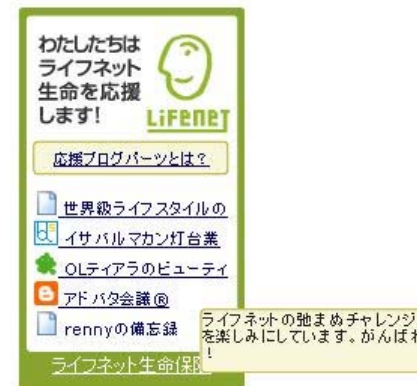 わたしたちは
ライフネット
生命を応援
します!
LIFENET
応援ブログパーツとは?
世界級ライフスタイルの
イサバルマカン灯台業
OLティアラのビューティ
アドバタ会議®
rennyの備忘録
ライフネットの弛まぬチャレンジ
を楽しみにしています。がんばれ
!
ライフネット生命保